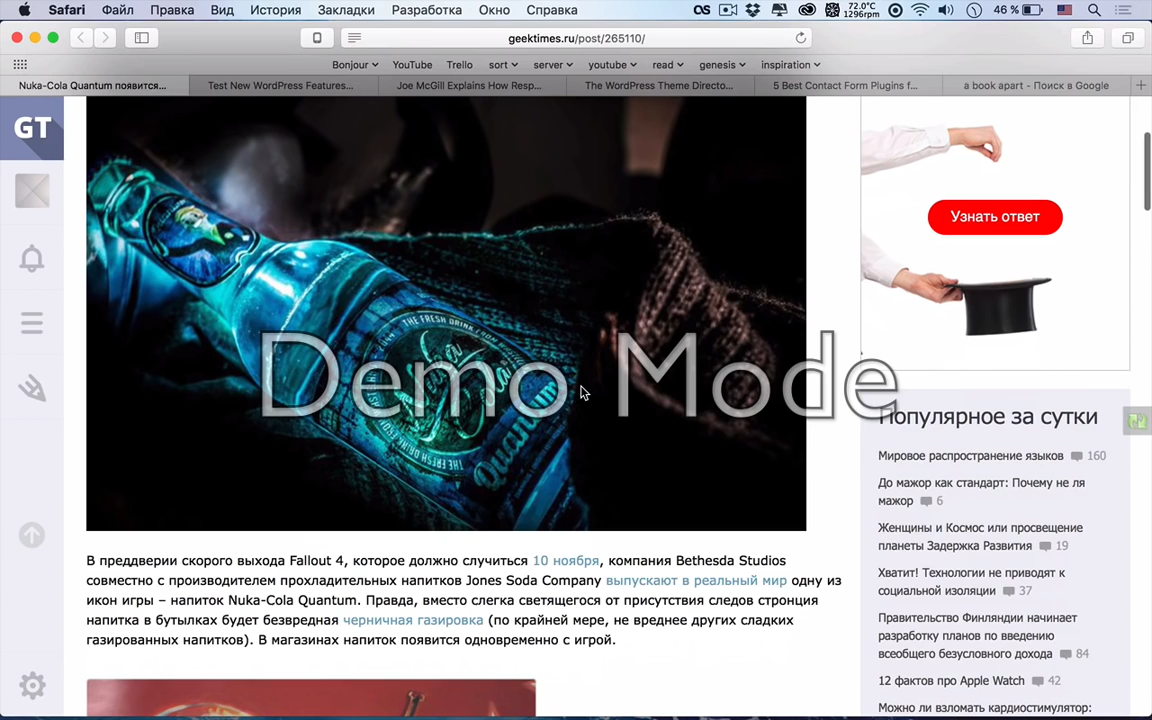 Safari Файл Правка Вид История Закладки Разработка Окно Справка
72.0°C
1296rpm
46 %
geektimes.ru/post/265110/
Bonjour YouTube Trello sort server youtube read genesis inspiration
Nuka-Cola Quantum появится... Test New WordPress Features... Joe McGill Explains How Resp... The WordPress Theme Directo... 5 Best Contact Form Plugins f... a book apart - Поиск в Google
GT
Узнать ответ
THE FRESH DRINK FROM
Quantum
THE FRESH DRINK
Demo Mode
В преддверии скорого выхода Fallout 4, которое должно случиться 10 ноября, компания Bethesda Studios
совместно с производителем прохладительных напитков Jones Soda Company выпускают в реальный мир одну из
икон игры – напиток Nuka-Cola Quantum. Правда, вместо слегка светящегося от присутствия следов стронция
напитка в бутылках будет безвредная черничная газировка (по крайней мере, не вреднее других сладких
газированных напитков). В магазинах напиток появится одновременно с игрой.
Популярное за сутки
Мировое распространение языков 160
До мажор как стандарт: Почему не ля
мажор 6
Женщины и Космос или просвещение
планеты Задержка Развития 19
Хватит! Технологии не приводят к
социальной изоляции 37
Правительство Финляндии начинает
разработку планов по введению
всеобщего безусловного дохода 84
12 фактов про Apple Watch 42
Можно ли взломать кардиостимулятор: